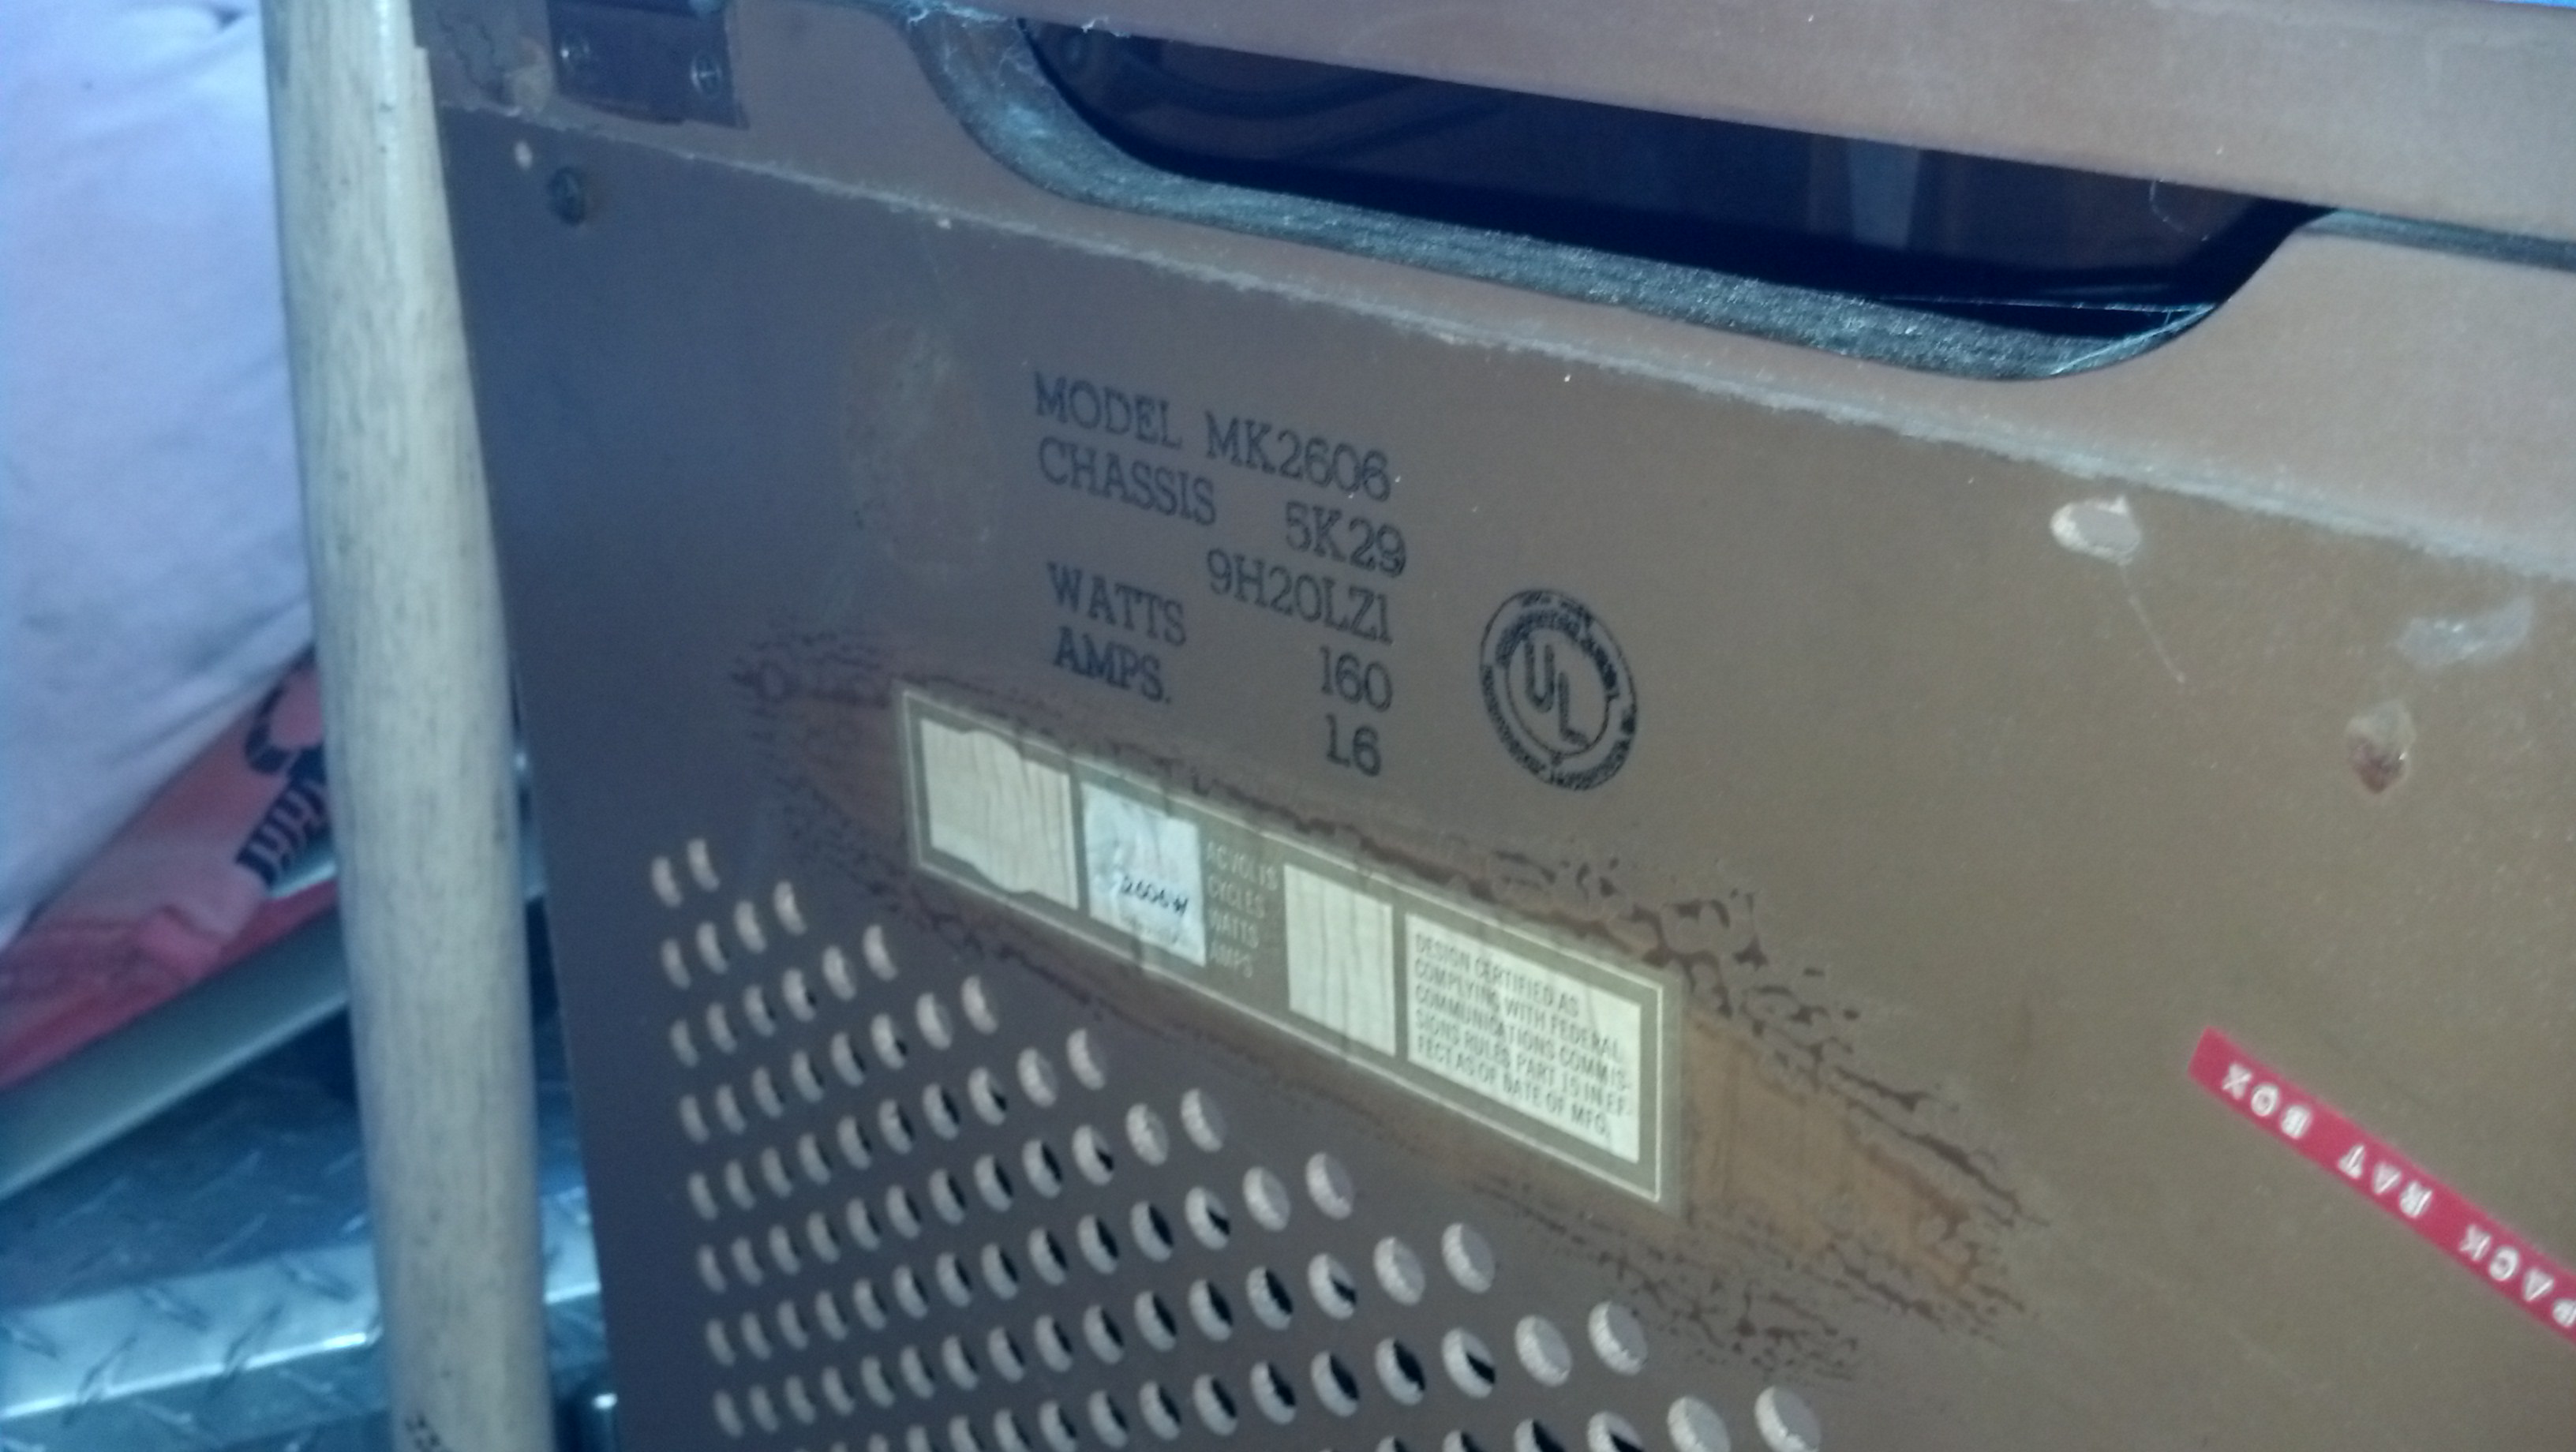 MODEL MK2606
CHASSIS 5K29
9H20LZ1
WATTS 160
AMPS. 1.6
UL
2606W
AC VOLTS
CYCLES
WATTS
AMPS
DESIGN CERTIFIED AS
COMPLYING WITH FEDERAL
COMMUNICATIONS COMMIS-
SIONS RULES PART 15 IN EF-
FECT AS OF DATE OF MFG.
PACK RAT BOX